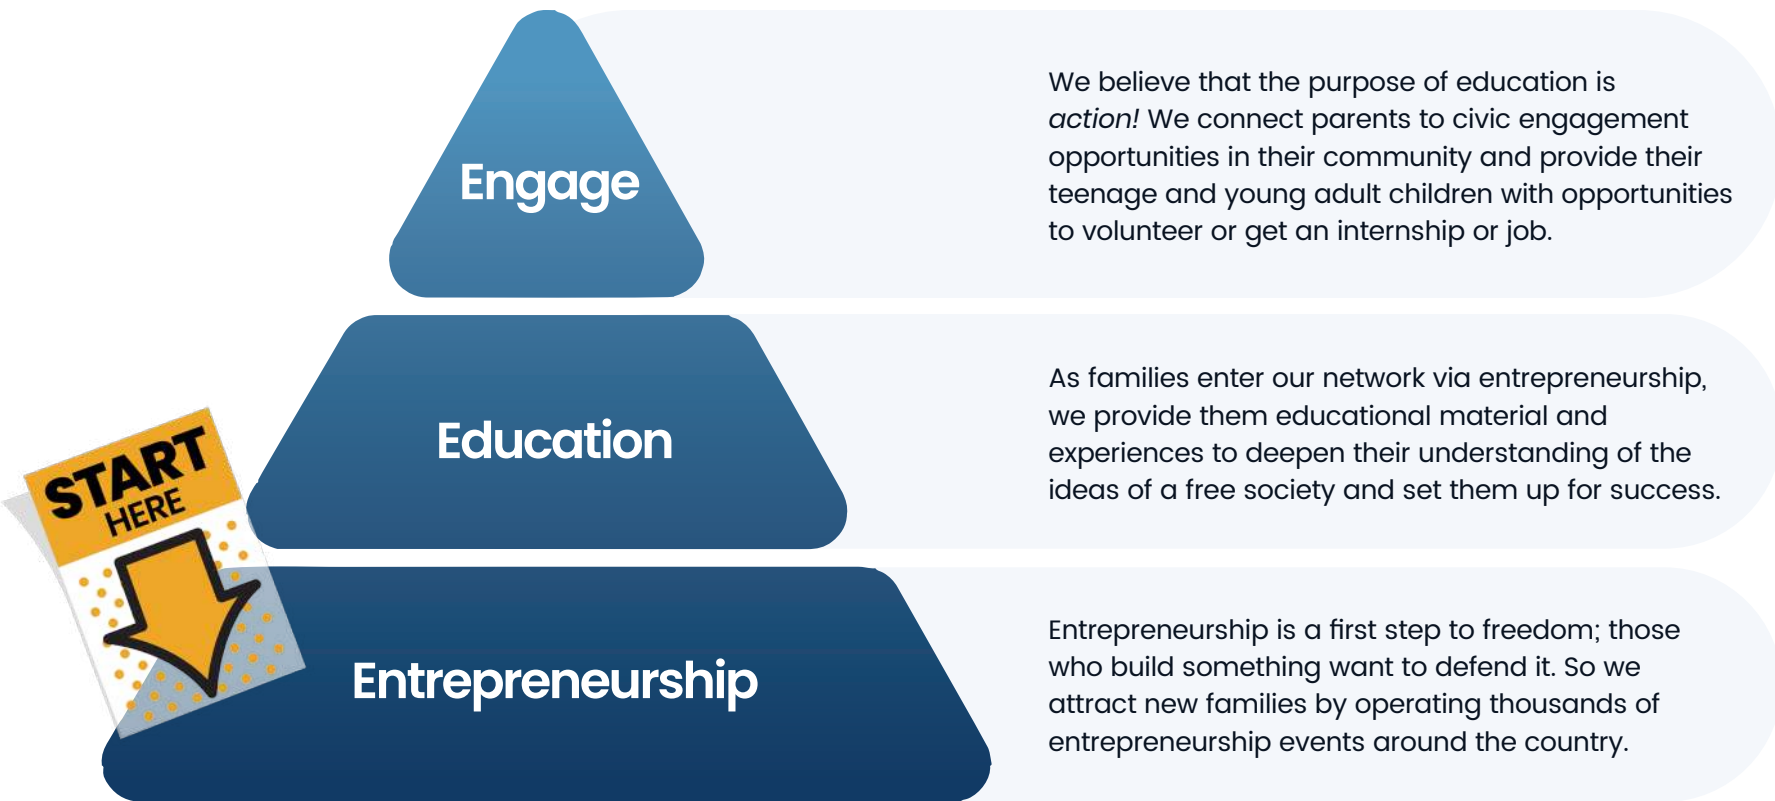 Engage
We believe that the purpose of education is
action! We connect parents to civic engagement
opportunities in their community and provide their
teenage and young adult children with opportunities
to volunteer or get an internship or job.
Education
As families enter our network via entrepreneurship,
we provide them educational material and
experiences to deepen their understanding of the
ideas of a free society and set them up for success.
START
HERE
Entrepreneurship
Entrepreneurship is a first step to freedom; those
who build something want to defend it. So we
attract new families by operating thousands of
entrepreneurship events around the country.